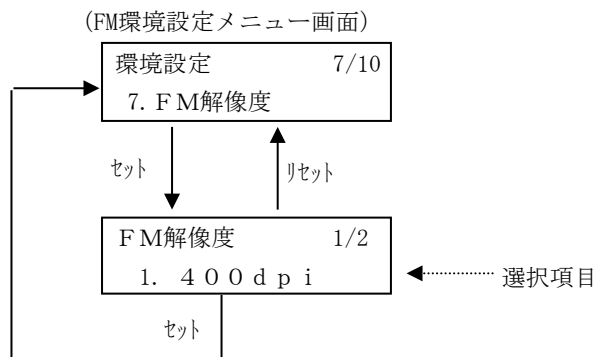 (FM環境設定メニュー画面)
環境設定 7/10
7.FM解像度
ｾｯﾄ ﾘｾｯﾄ
FM解像度 1/2
1. 400dpi
選択項目
ｾｯﾄ